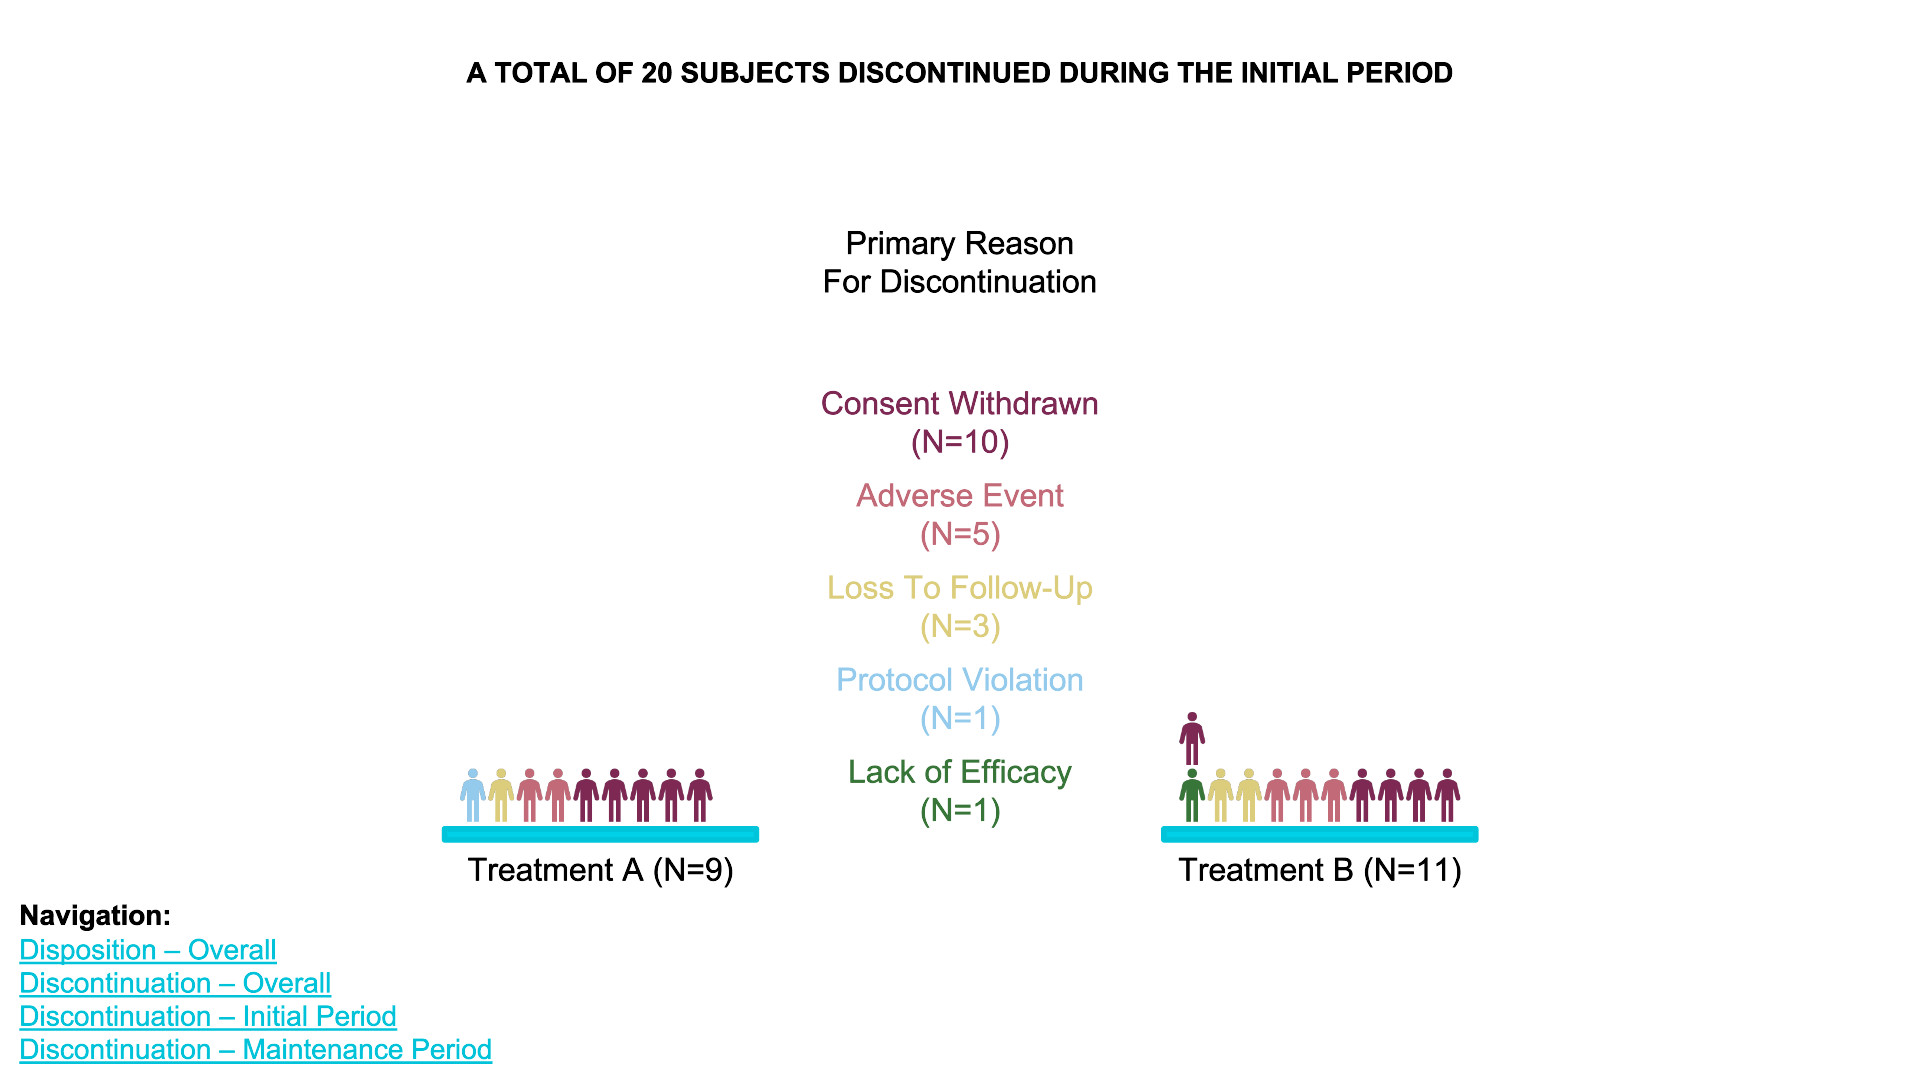 A TOTAL OF 20 SUBJECTS DISCONTINUED DURING THE INITIAL PERIOD
Primary Reason
For Discontinuation
Consent Withdrawn
(N=10)
Adverse Event
(N=5)
Loss To Follow-Up
(N=3)
Protocol Violation
(N=1)
Lack of Efficacy
(N=1)
Treatment A (N=9)
Treatment B (N=11)
Navigation:
Disposition – Overall
Discontinuation – Overall
Discontinuation – Initial Period
Discontinuation – Maintenance Period